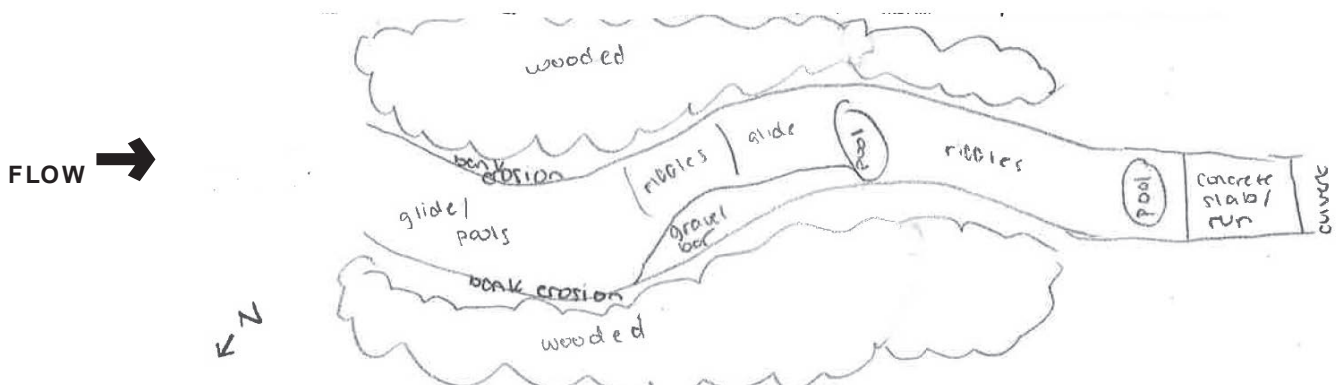 wooded
FLOW
bank
erosion
riffles
glide
pool
riffles
glide/
pools
gravel
bar
pool
concrete
slab/
run
bank erosion
wooded
N